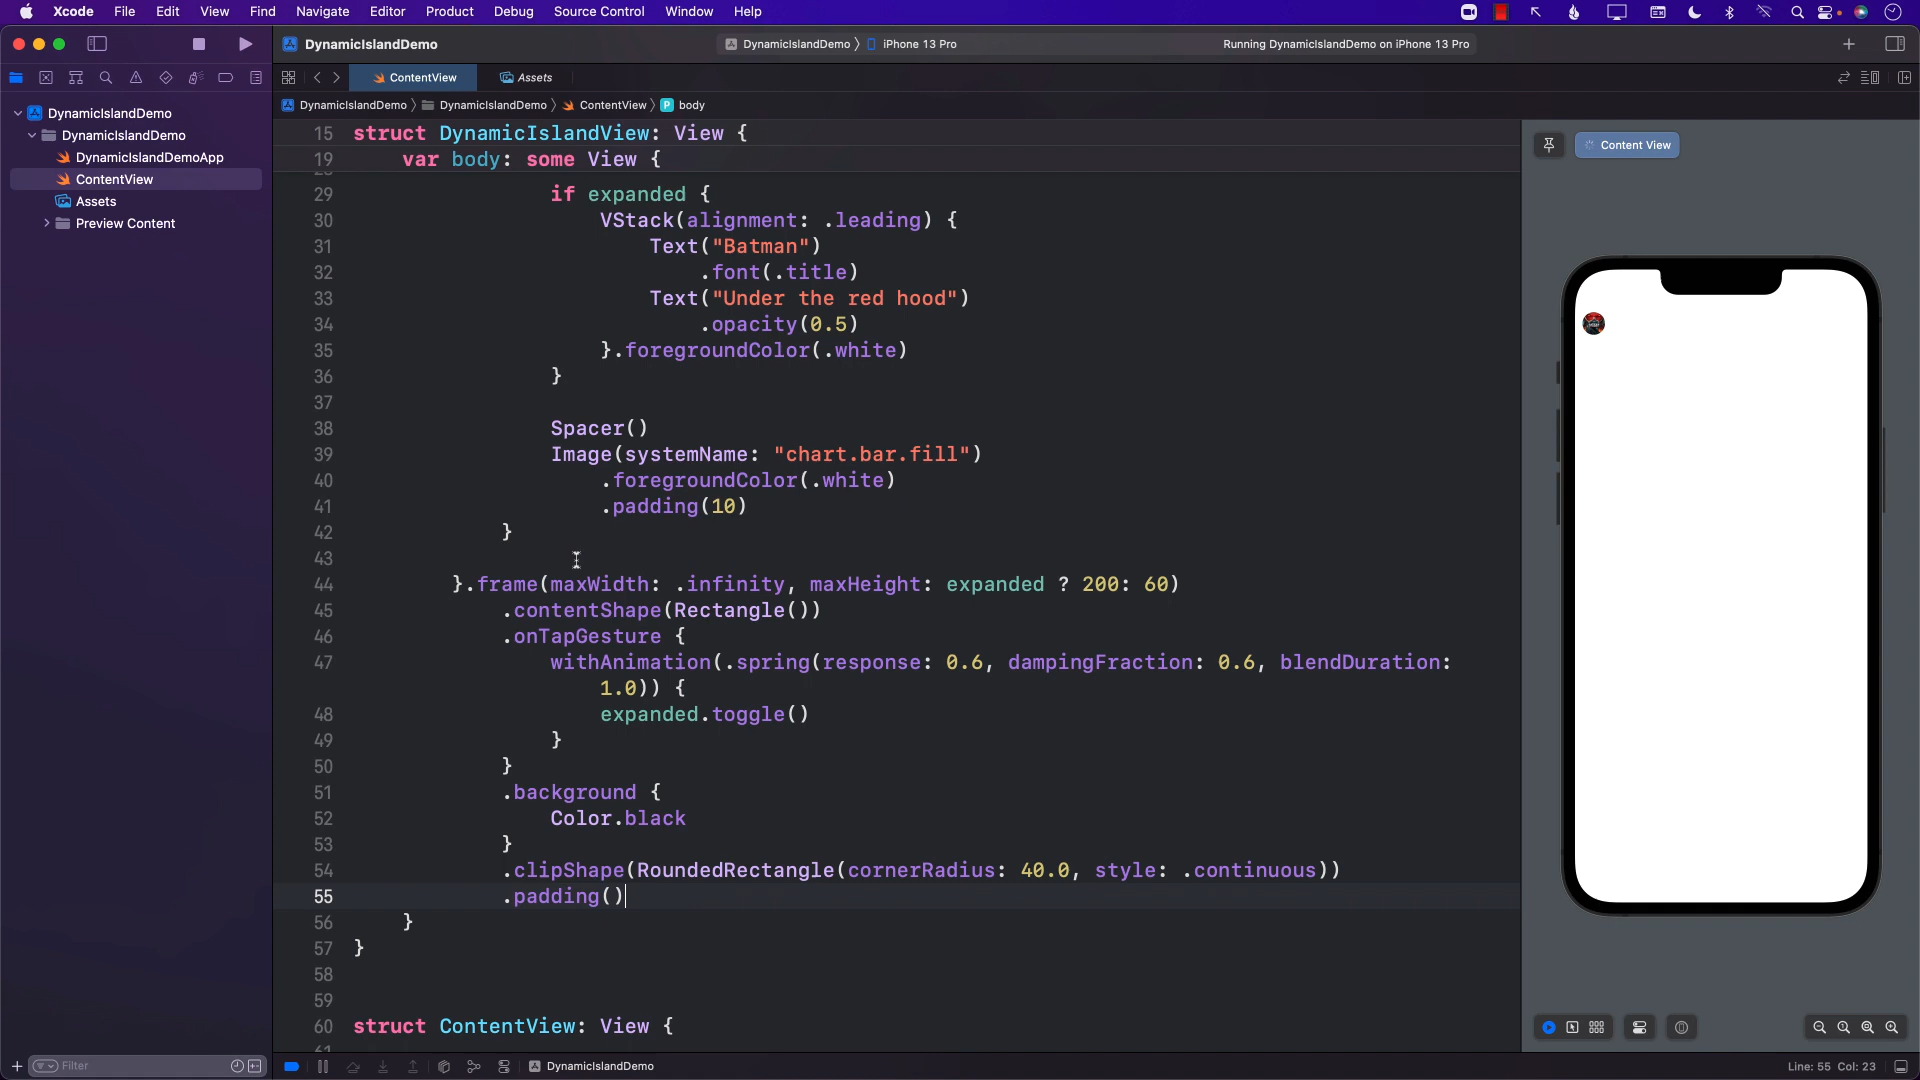 Xcode File Edit View Find Navigate Editor Product Debug Source Control Window Help
DynamicIslandDemo
DynamicIslandDemo 〉 iPhone 13 Pro
Running DynamicIslandDemo on iPhone 13 Pro
ContentView
Assets
DynamicIslandDemo 〉 DynamicIslandDemo 〉 ContentView 〉 P body
DynamicIslandDemo
DynamicIslandDemo
DynamicIslandDemoApp
ContentView
Assets
Preview Content
15 struct DynamicIslandView: View {
19 var body: some View {
29 if expanded {
30 VStack(alignment: .leading) {
31 Text("Batman")
32 .font(.title)
33 Text("Under the red hood")
34 .opacity(0.5)
35 }.foregroundColor(.white)
36 }
37
38 Spacer()
39 Image(systemName: "chart.bar.fill")
40 .foregroundColor(.white)
41 .padding(10)
42 }
43
44 }.frame(maxWidth: .infinity, maxHeight: expanded ? 200: 60)
45 .contentShape(Rectangle())
46 .onTapGesture {
47 withAnimation(.spring(response: 0.6, dampingFraction: 0.6, blendDuration:
1.0)) {
48 expanded.toggle()
49 }
50 }
51 .background {
52 Color.black
53 }
54 .clipShape(RoundedRectangle(cornerRadius: 40.0, style: .continuous))
55 .padding()
56 }
57 }
58
59
60 struct ContentView: View {
61
Content View
Filter
DynamicIslandDemo
Line: 55 Col: 23